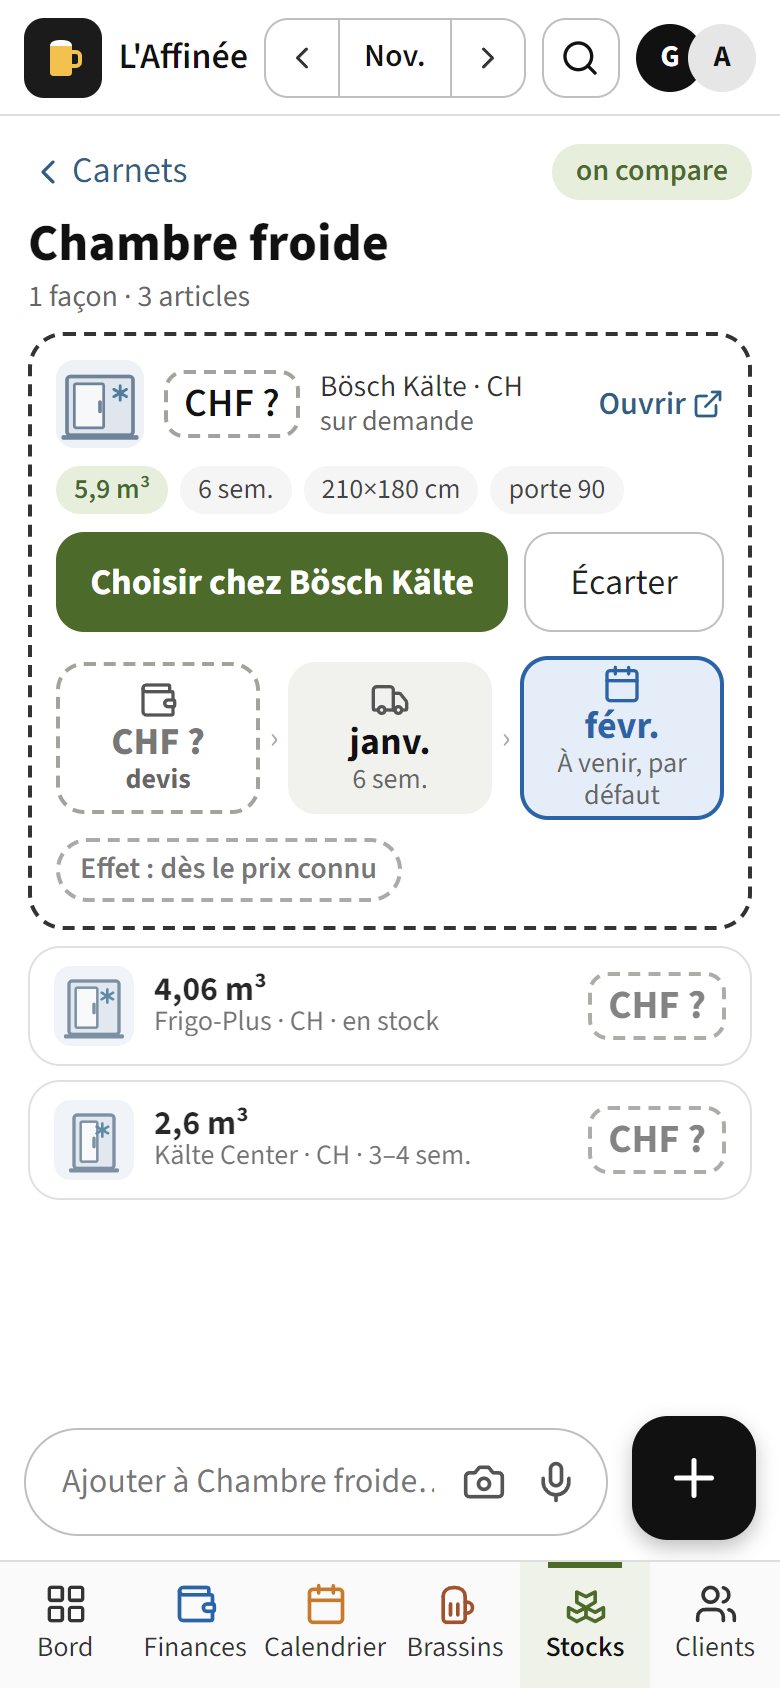 L'Affinée
Nov.
G
A
Carnets
on compare
Chambre froide
1 façon · 3 articles
CHF ?
Bösch Kälte · CH
sur demande
Ouvrir
5,9 m³
6 sem.
210×180 cm
porte 90
Choisir chez Bösch Kälte
Écarter
CHF ?
devis
janv.
6 sem.
févr.
À venir, par
défaut
Effet : dès le prix connu
4,06 m³
Frigo-Plus · CH · en stock
CHF ?
2,6 m³
Kälte Center · CH · 3–4 sem.
CHF ?
Ajouter à Chambre froide..
Bord
Finances
Calendrier
Brassins
Stocks
Clients